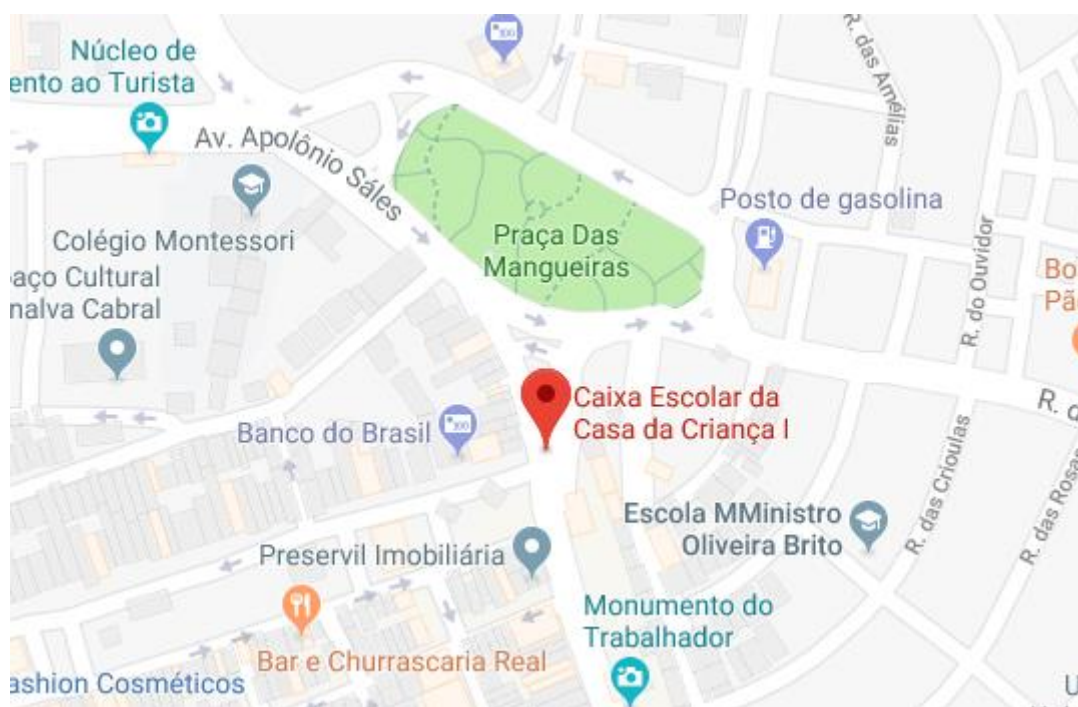 Núcleo de
ento ao Turista
Av. Apolônio Sáles
Colégio Montessori
aço Cultural
nalva Cabral
Praça Das
Mangueiras
R. das Amélias
Posto de gasolina
R. do Ouvidor
Bo
Pã
Caixa Escolar da
Casa da Criança I
Banco do Brasil
R. d
R. das Crioulas
R. das Rosas
Escola MMinistro
Oliveira Brito
Preservil Imobiliária
Monumento do
Trabalhador
Bar e Churrascaria Real
ashion Cosméticos
U